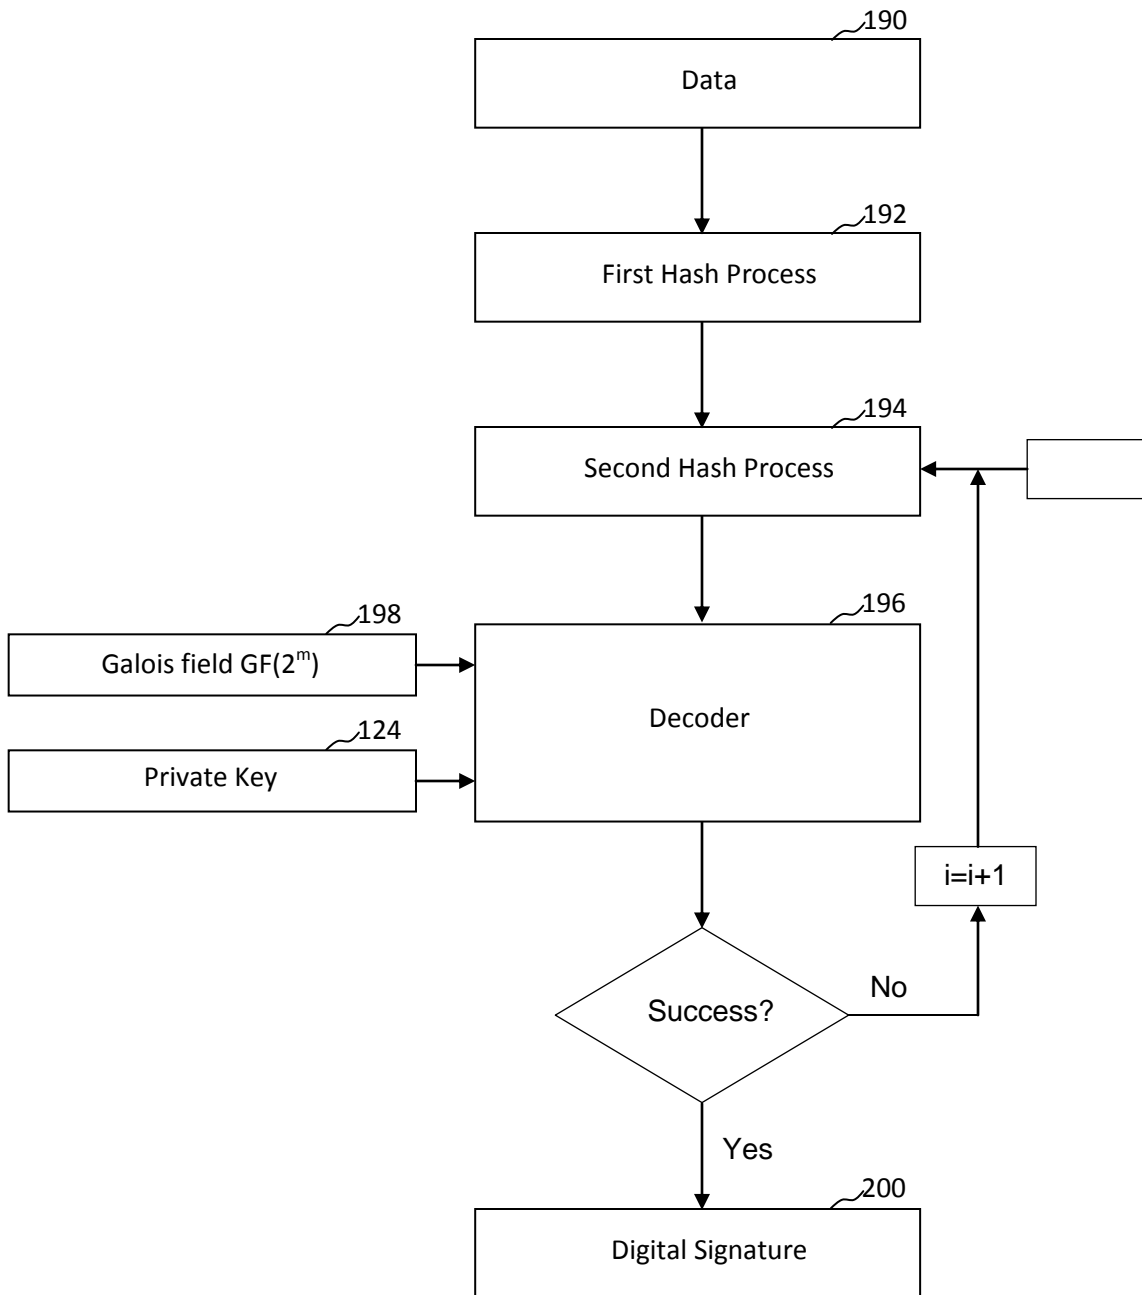 190
Data
192
First Hash Process
194
Second Hash Process
196
198
Galois field GF(2^m)
Decoder
124
Private Key
i=i+1
No
Success?
Yes
200
Digital Signature